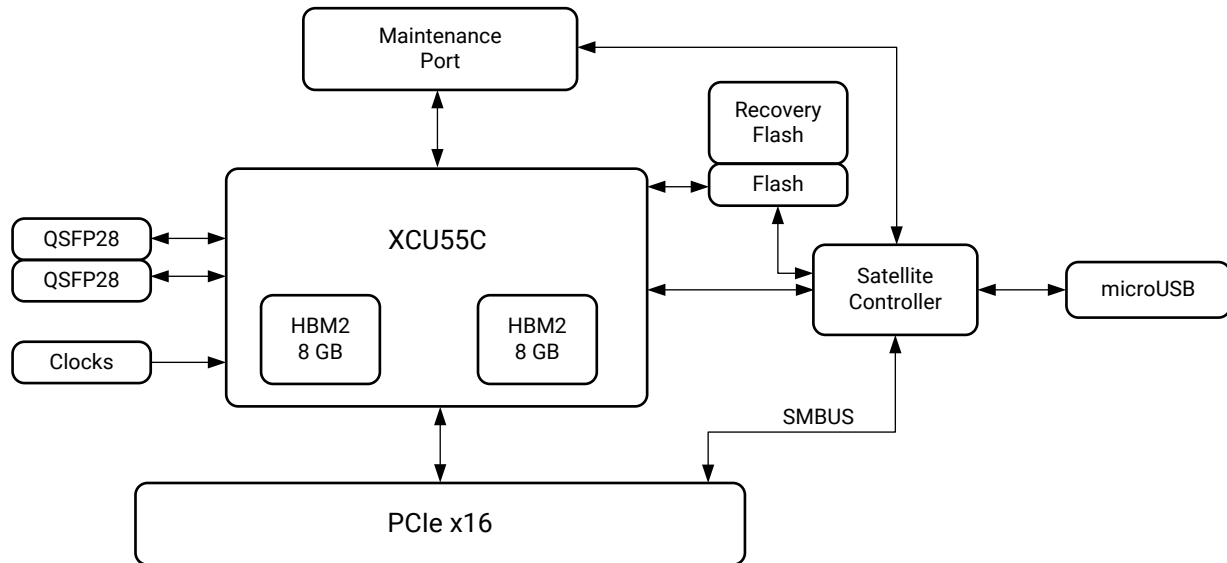 Maintenance
Port
Recovery
Flash
Flash
QSFP28
QSFP28
XCU55C
Satellite
Controller
microUSB
HBM2
8 GB
HBM2
8 GB
Clocks
SMBUS
PCIe x16